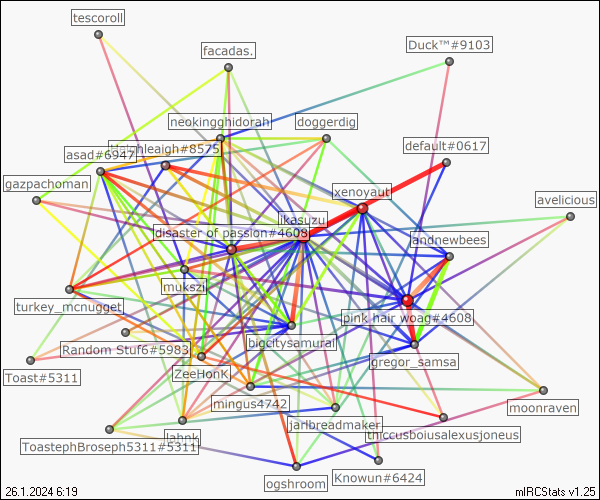 tescoroll
facadas.
Duck™#9103
neokingghidorah
doggerdig
default#0617
asad#6947
hleaigh#8575
gazpachoman
xenoyaut
avelicious
ikasuzu
disaster of passion#4608
andnewbees
mukszi
turkey_mcnugget
pink hair woag#4608
bigcitysamurai
Random Stuf6#5983
gregor_samsa
Toast#5311
ZeeHonK
mingus4742
moonraven
jarlbreadmaker
thiccusboiusalexusjoneus
ToastephBroseph5311#5311
lahnk
ogshroom
Knowun#6424
26.1.2024 6:19
mIRCStats v1.25